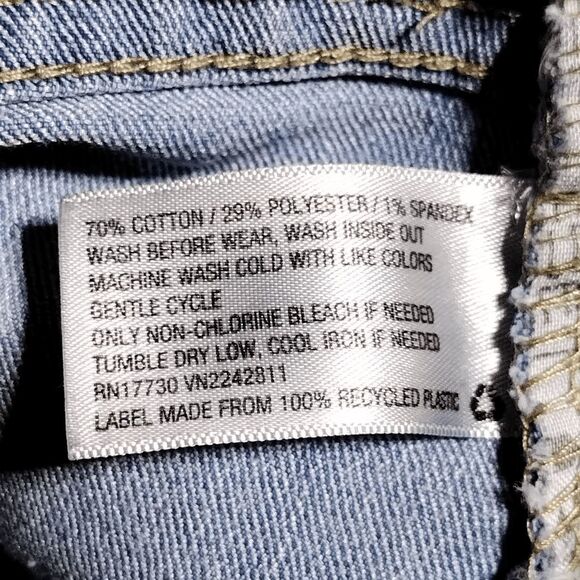 70% COTTON / 29% POLYESTER / 1% SPANDEX
WASH BEFORE WEAR, WASH INSIDE OUT
MACHINE WASH COLD WITH LIKE COLORS
GENTLE CYCLE
ONLY NON-CHLORINE BLEACH IF NEEDED
TUMBLE DRY LOW, COOL IRON IF NEEDED
RN17730 VN2242811
LABEL MADE FROM 100% RECYCLED PLASTIC